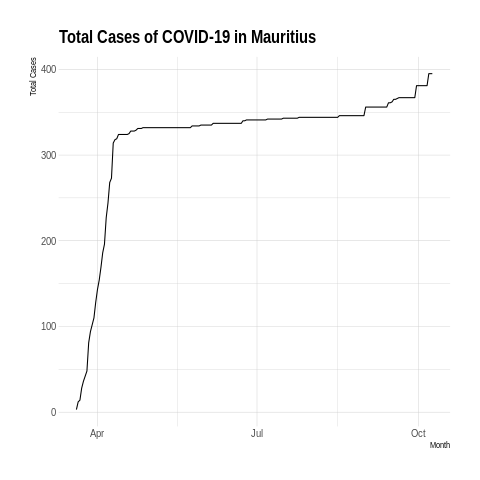 Total Cases of COVID-19 in Mauritius
Total Cases
400
300
200
100
0
Apr
Jul
Oct
Month